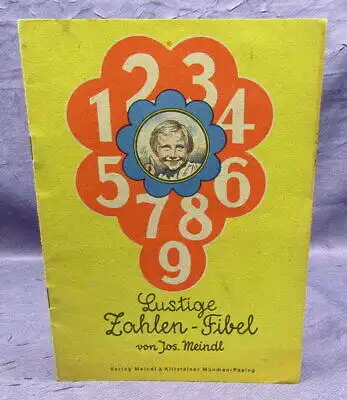 1 2 3 4
5 6
7 8
9
Lustige
Zahlen-Fibel
von Jos. Meindl
Verlag Meindl & Kittsteiner München-Pasing